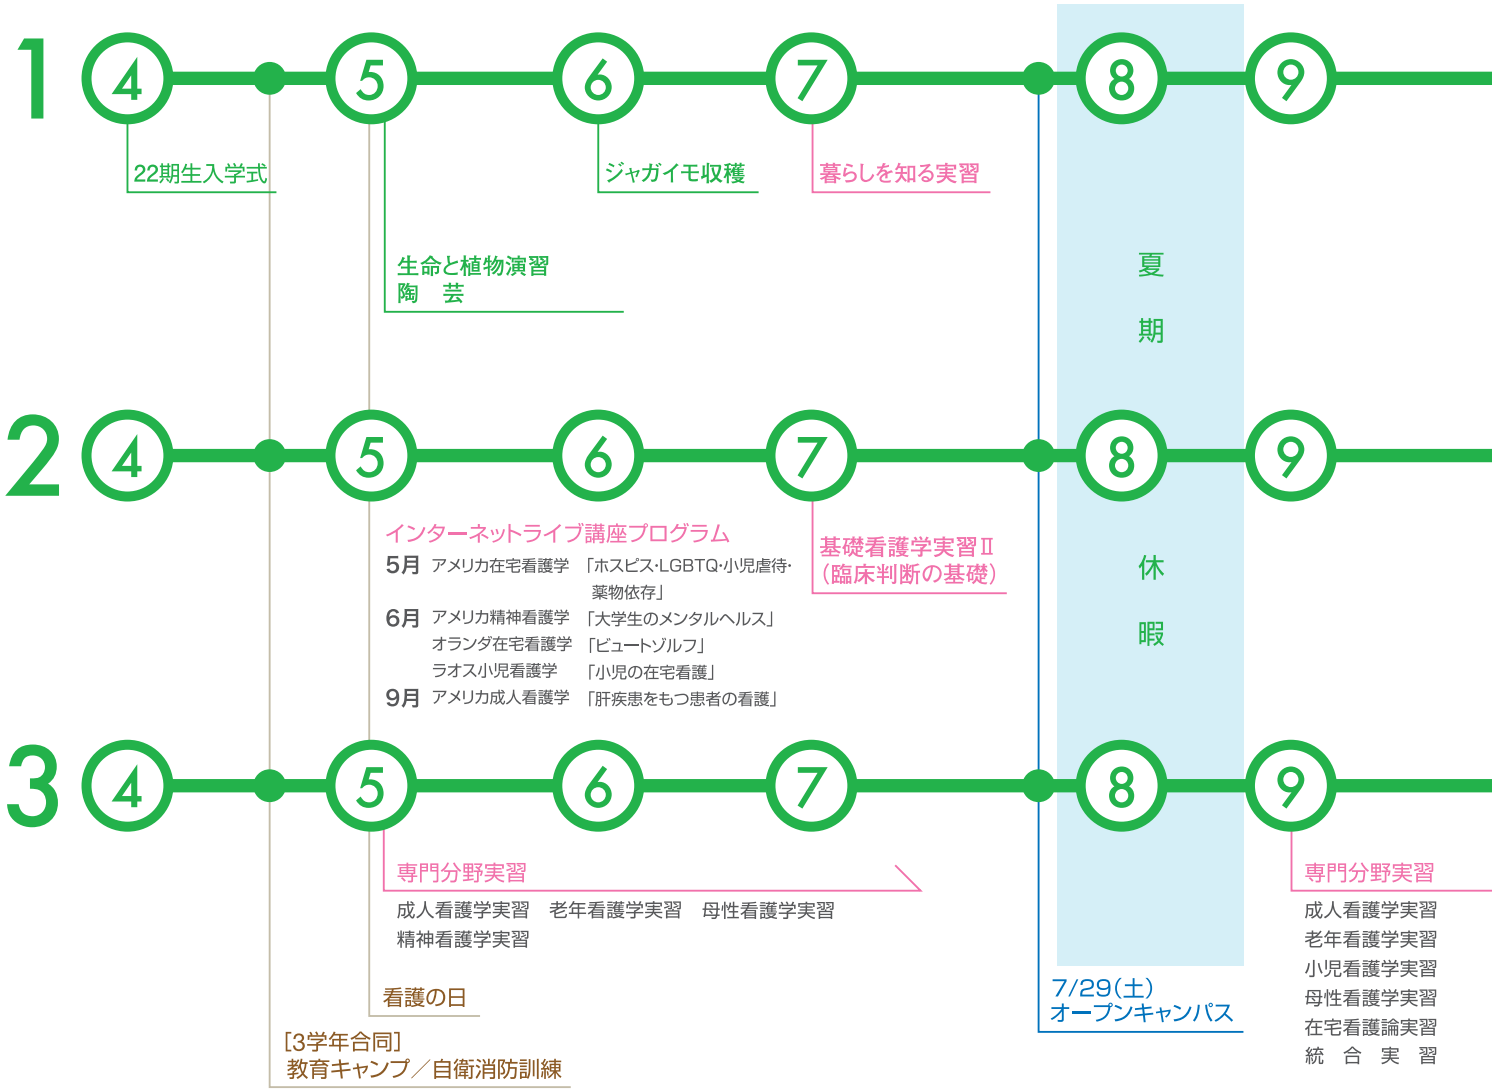 1
4
5
6
7
8
9
22期生入学式
ジャガイモ収穫
暮らしを知る実習
生命と植物演習
陶　芸
夏期休暇
2
4
5
6
7
8
9
インターネットライブ講座プログラム
5月 アメリカ在宅看護学 「ホスピス・LGBTQ・小児虐待・
薬物依存」
6月 アメリカ精神看護学 「大学生のメンタルヘルス」
オランダ在宅看護学 「ビュートゾルフ」
ラオス小児看護学 「小児の在宅看護」
9月 アメリカ成人看護学 「肝疾患をもつ患者の看護」
基礎看護学実習Ⅱ
（臨床判断の基礎）
3
4
5
6
7
8
9
専門分野実習
成人看護学実習　老年看護学実習　母性看護学実習
精神看護学実習
専門分野実習
成人看護学実習
老年看護学実習
小児看護学実習
母性看護学実習
在宅看護論実習
統　合　実　習
看護の日
[3学年合同]
教育キャンプ／自衛消防訓練
7/29（土）
オープンキャンパス